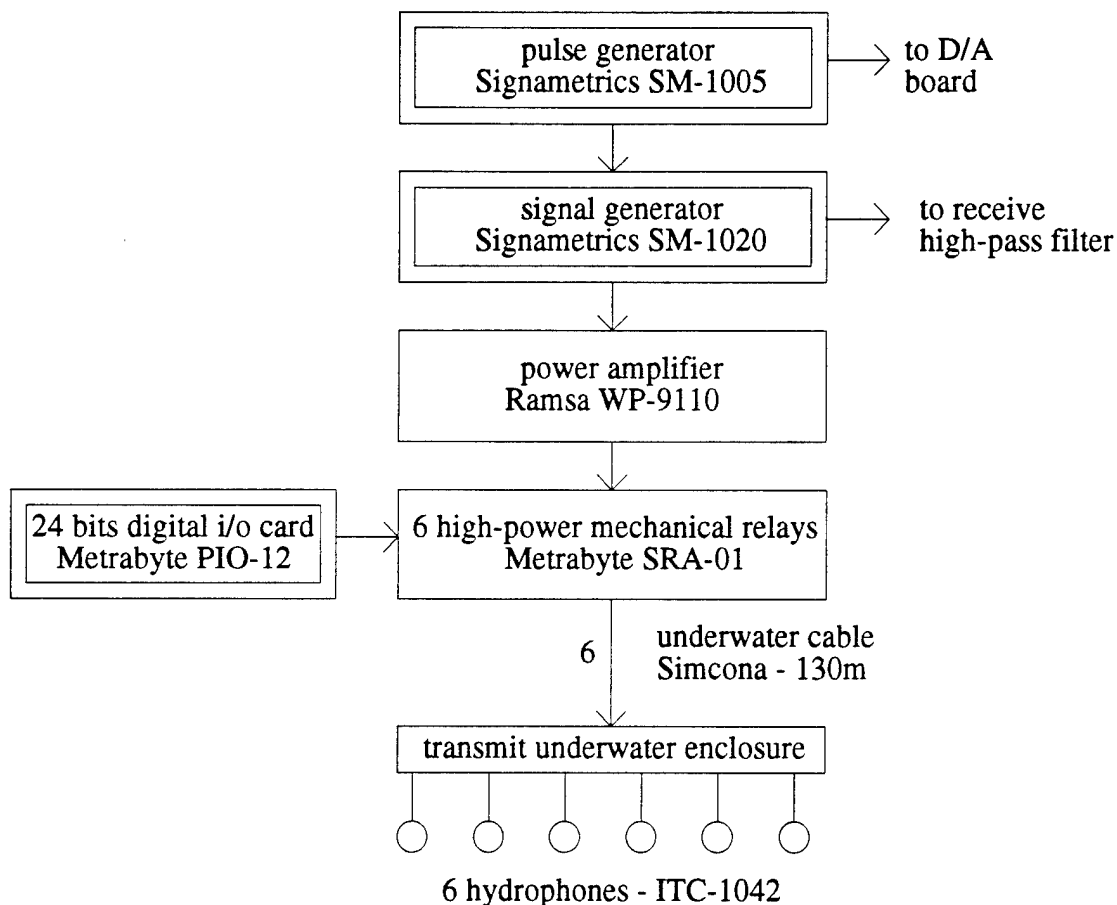 pulse generator
Signametrics SM-1005
to D/A
board
signal generator
Signametrics SM-1020
to receive
high-pass filter
power amplifier
Ramsa WP-9110
24 bits digital i/o card
Metrabyte PIO-12
6 high-power mechanical relays
Metrabyte SRA-01
6
underwater cable
Simcona - 130m
transmit underwater enclosure
6 hydrophones - ITC-1042